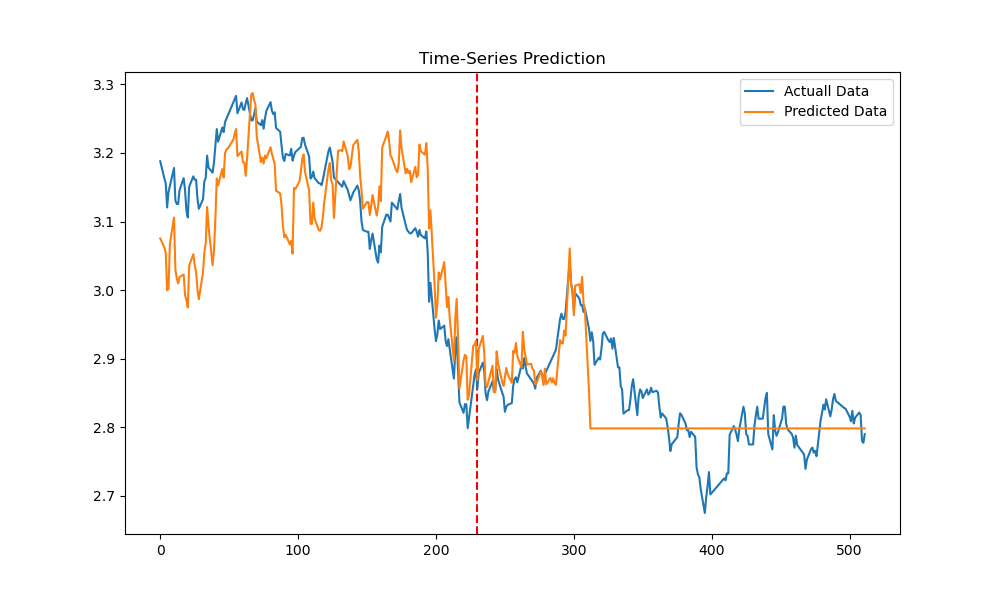 Time-Series Prediction
Actuall Data
Predicted Data
3.3
3.2
3.1
3.0
2.9
2.8
2.7
0 100 200 300 400 500